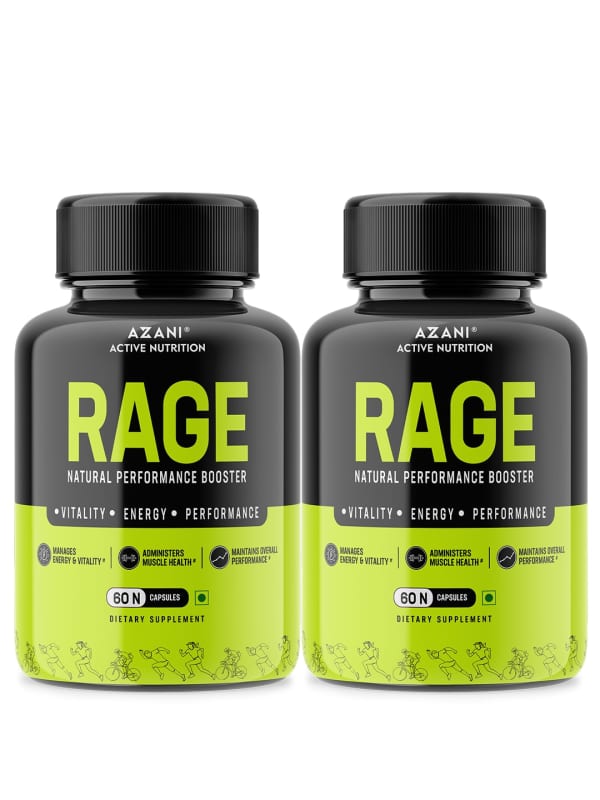 AZANI®
ACTIVE NUTRITION
RAGE
NATURAL PERFORMANCE BOOSTER
•VITALITY • ENERGY • PERFORMANCE
MANAGES
ENERGY & VITALITY#
ADMINISTERS
MUSCLE HEALTH#
MAINTAINS OVERALL
PERFORMANCE#
60 N CAPSULES
DIETARY SUPPLEMENT
AZANI®
ACTIVE NUTRITION
RAGE
NATURAL PERFORMANCE BOOSTER
•VITALITY • ENERGY • PERFORMANCE
MANAGES
ENERGY & VITALITY#
ADMINISTERS
MUSCLE HEALTH#
MAINTAINS OVERALL
PERFORMANCE#
60 N CAPSULES
DIETARY SUPPLEMENT